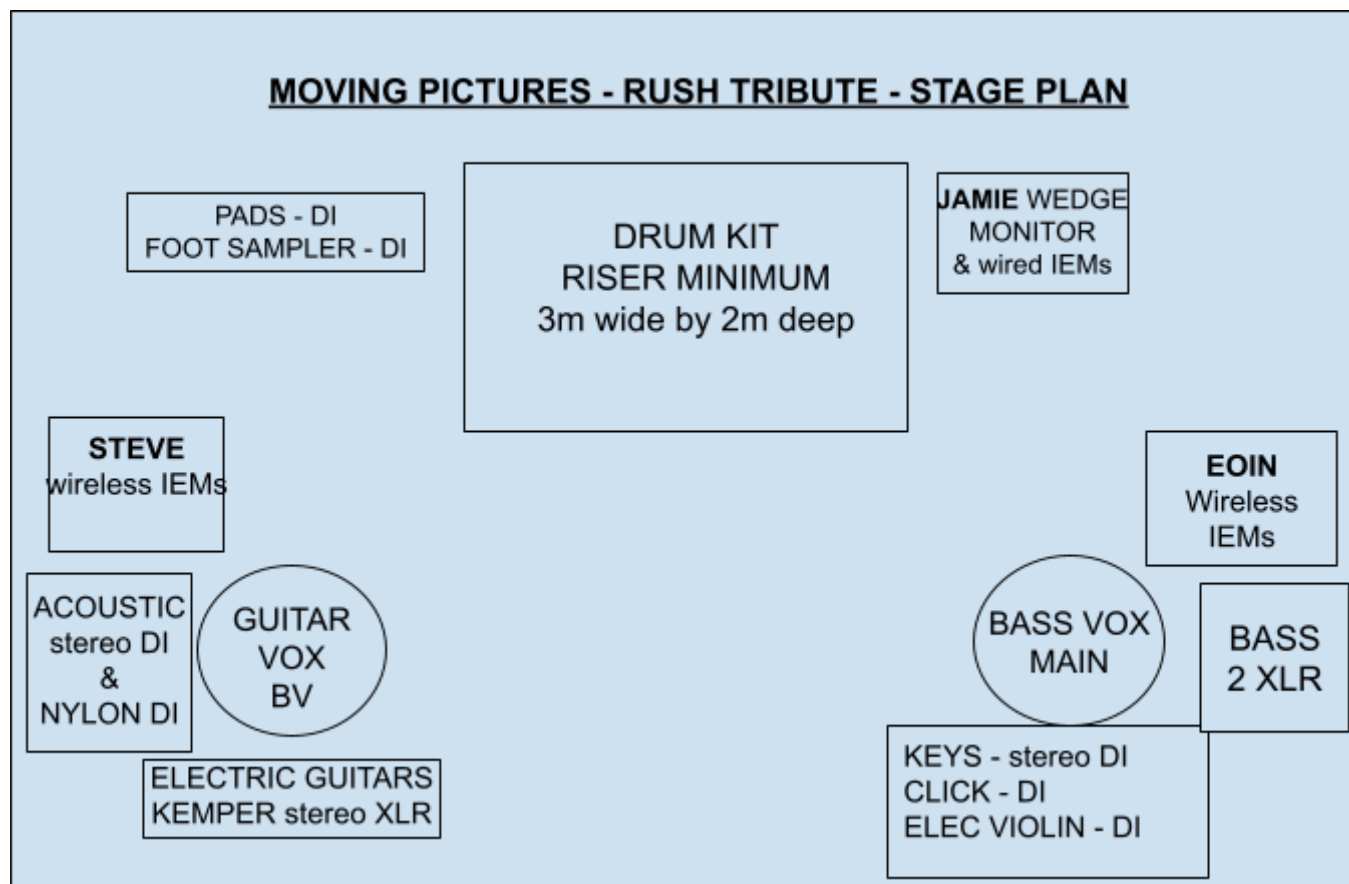 MOVING PICTURES - RUSH TRIBUTE - STAGE PLAN
PADS - DI
FOOT SAMPLER - DI
DRUM KIT
RISER MINIMUM
3m wide by 2m deep
JAMIE WEDGE
MONITOR
& wired IEMs
STEVE
wireless IEMs
EOIN
Wireless
IEMs
ACOUSTIC
stereo DI
&
NYLON DI
GUITAR
VOX
BV
BASS VOX
MAIN
BASS
2 XLR
ELECTRIC GUITARS
KEMPER stereo XLR
KEYS - stereo DI
CLICK - DI
ELEC VIOLIN - DI